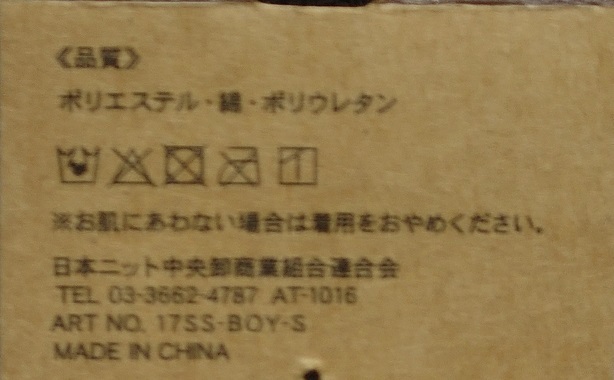 《品質》
ポリエステル・綿・ポリウレタン
※お肌にあわない場合は着用をおやめください。
日本ニット中央卸商業組合連合会
TEL 03-3662-4787 AT-1016
ART NO. 17SS-BOY-S
MADE IN CHINA